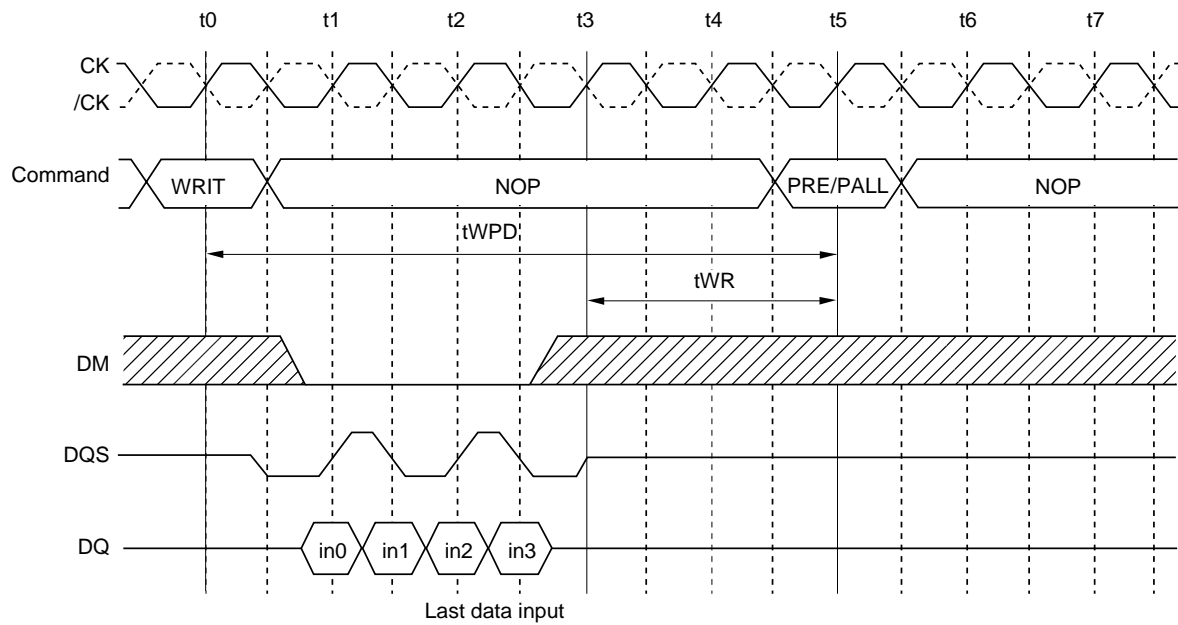 t0 t1 t2 t3 t4 t5 t6 t7
CK
/CK
Command WRIT NOP PRE/PALL NOP
tWPD
tWR
DM
DQS
DQ in0 in1 in2 in3
Last data input